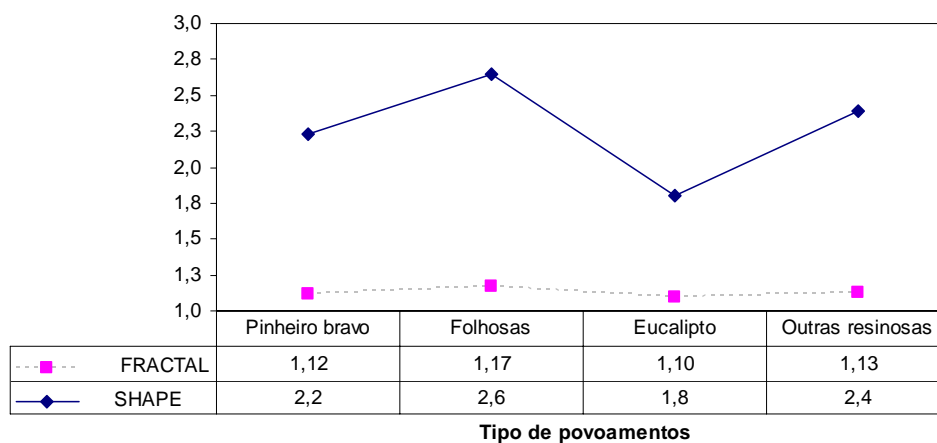 3,0
2,8
2,5
2,3
2,0
1,8
1,5
1,3
1,0
Pinheiro bravo Folhosas Eucalipto Outras resinosas
FRACTAL 1,12 1,17 1,10 1,13
SHAPE 2,2 2,6 1,8 2,4
Tipo de povoamentos